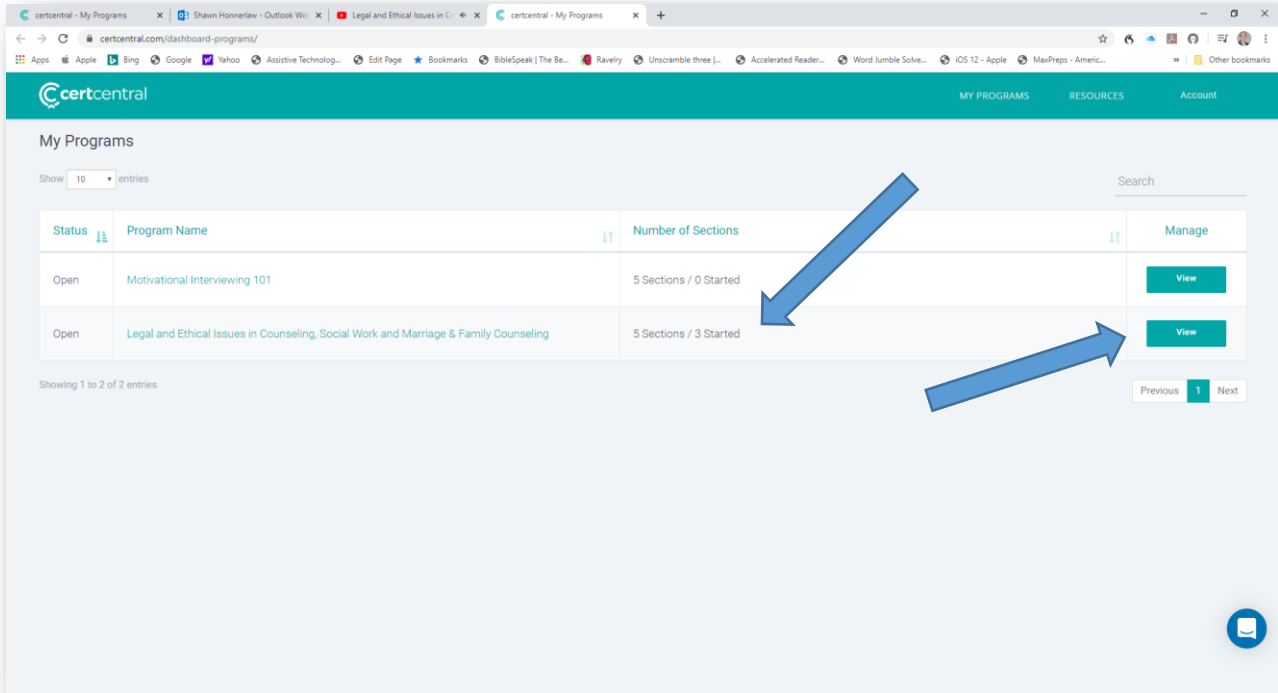 certcentral - My Programs Shawn Honnerlaw - Outlook We Legal and Ethical Issues in C certcentral - My Programs
certcentral.com/dashboard-programs/
Apps Apple Bing Google Yahoo Assistive Technolog... Edit Page Bookmarks BibleSpeak | The Be... Ravelry Unscramble three |... Accelerated Reader... Word Jumble Solve... iOS 12 - Apple MaxPreps - Americ... » Other bookmarks
certcentral MY PROGRAMS RESOURCES Account
My Programs
Show 10 entries Search
Status Program Name Number of Sections Manage
Open Motivational Interviewing 101 5 Sections / 0 Started View
Open Legal and Ethical Issues in Counseling, Social Work and Marriage & Family Counseling 5 Sections / 3 Started View
Showing 1 to 2 of 2 entries Previous 1 Next